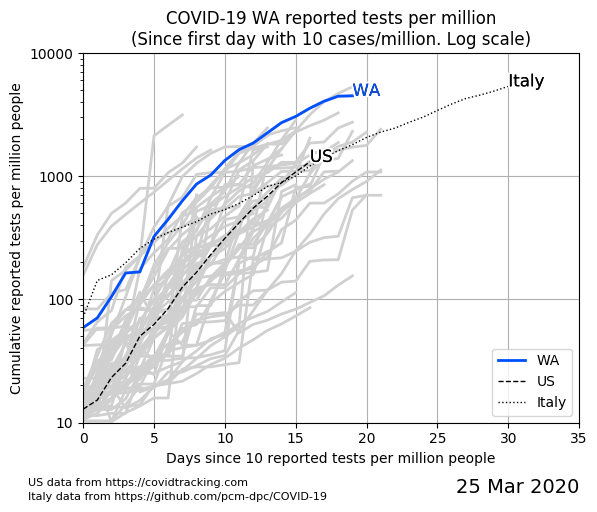 COVID-19 WA reported tests per million
(Since first day with 10 cases/million. Log scale)
10000
1000
100
10
Cumulative reported tests per million people
WA
US
Italy
WA
US
Italy
0 5 10 15 20 25 30 35
Days since 10 reported tests per million people
US data from https://covidtracking.com
Italy data from https://github.com/pcm-dpc/COVID-19
25 Mar 2020